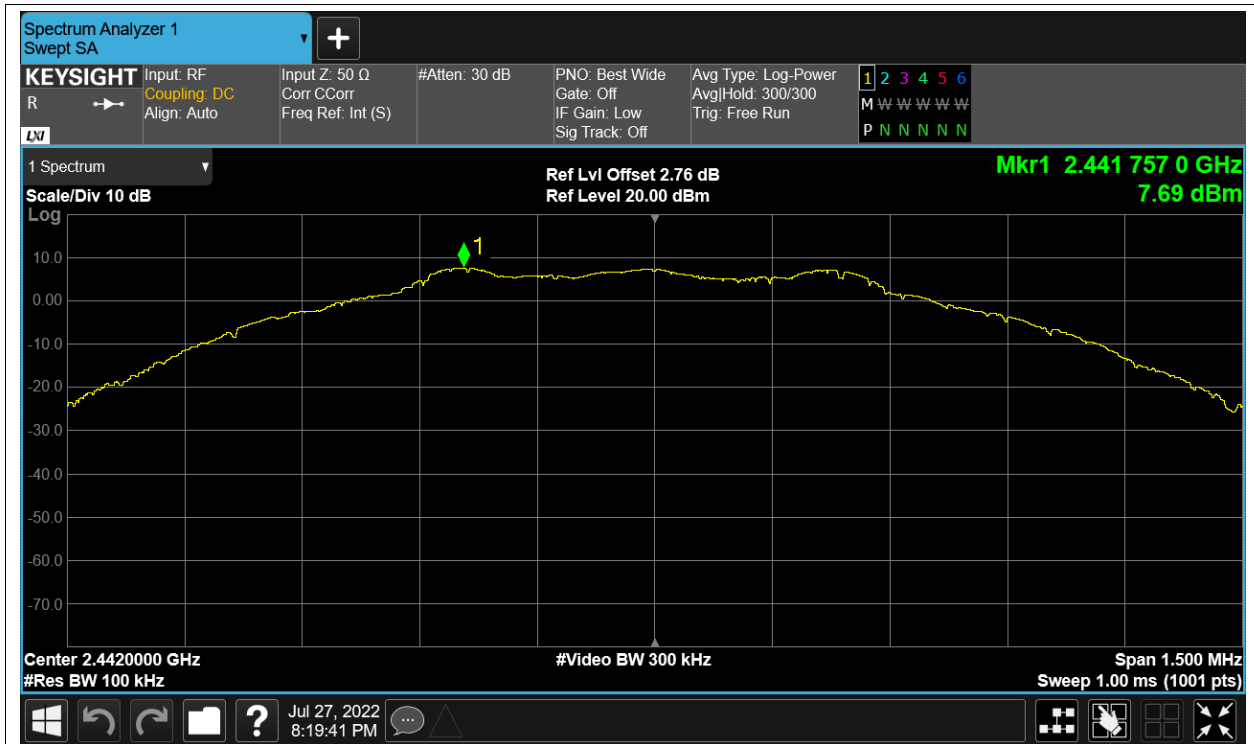 Spectrum Analyzer 1
Swept SA
KEYSIGHT
R
LXI
Input: RF
Coupling: DC
Align: Auto
Input Z: 50 Ω
Corr CCorr
Freq Ref: Int (S)
#Atten: 30 dB
PNO: Best Wide
Gate: Off
IF Gain: Low
Sig Track: Off
Avg Type: Log-Power
Avg|Hold: 300/300
Trig: Free Run
1 2 3 4 5 6
M W W W W W
P N N N N N
1 Spectrum
Scale/Div 10 dB
Log
Ref Lvl Offset 2.76 dB
Ref Level 20.00 dBm
Mkr1 2.441 757 0 GHz
7.69 dBm
1
10.0
0.00
-10.0
-20.0
-30.0
-40.0
-50.0
-60.0
-70.0
Center 2.4420000 GHz
#Res BW 100 kHz
#Video BW 300 kHz
Span 1.500 MHz
Sweep 1.00 ms (1001 pts)
?
Jul 27, 2022
8:19:41 PM